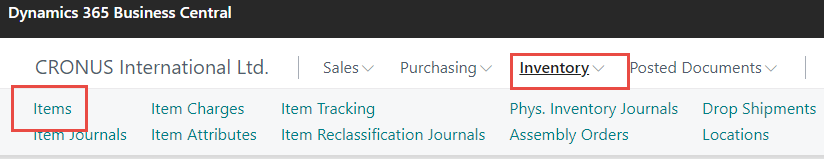 Dynamics 365 Business Central
CRONUS International Ltd. Sales Purchasing Inventory Posted Documents
Items Item Charges Item Tracking Phys. Inventory Journals Drop Shipments
Item Journals Item Attributes Item Reclassification Journals Assembly Orders Locations